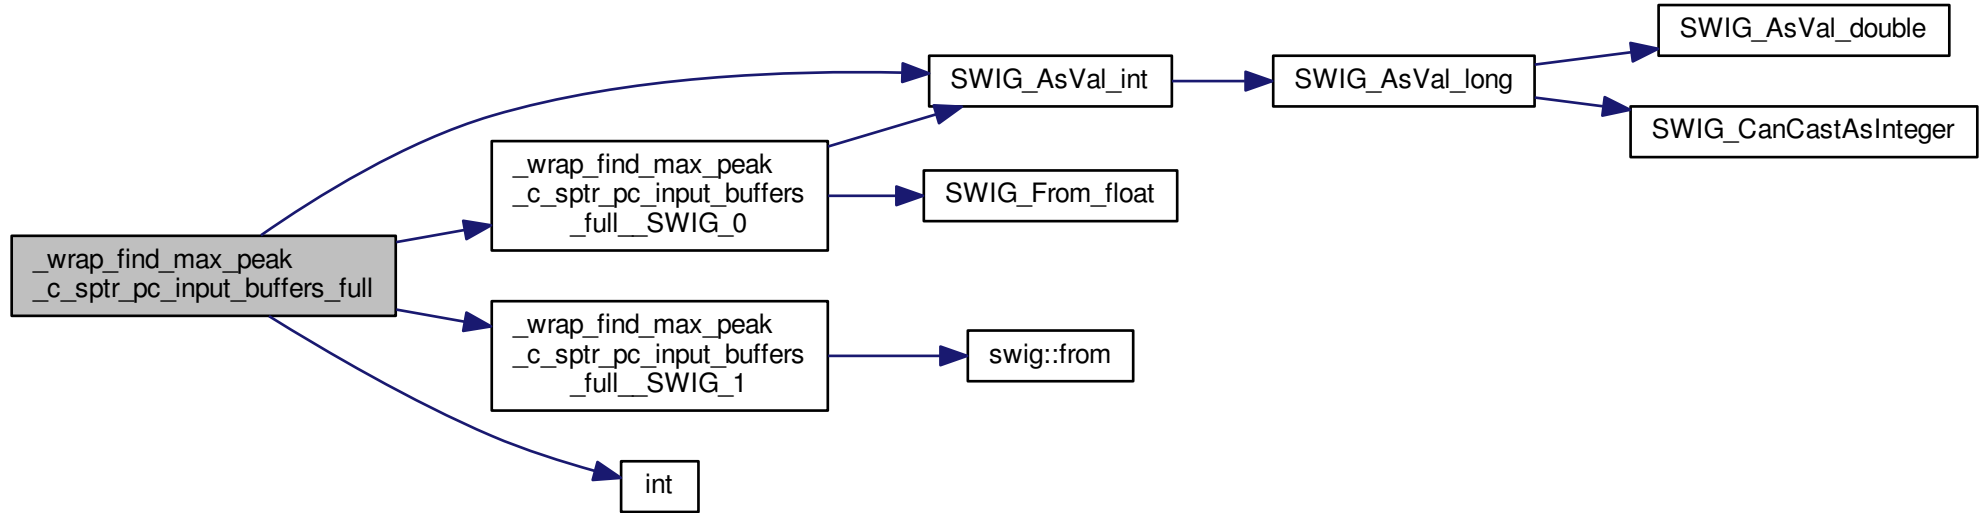 _wrap_find_max_peak
_c_sptr_pc_input_buffers_full
_wrap_find_max_peak
_c_sptr_pc_input_buffers
_full__SWIG_0
_wrap_find_max_peak
_c_sptr_pc_input_buffers
_full__SWIG_1
int
SWIG_AsVal_int
SWIG_From_float
swig::from
SWIG_AsVal_long
SWIG_AsVal_double
SWIG_CanCastAsInteger